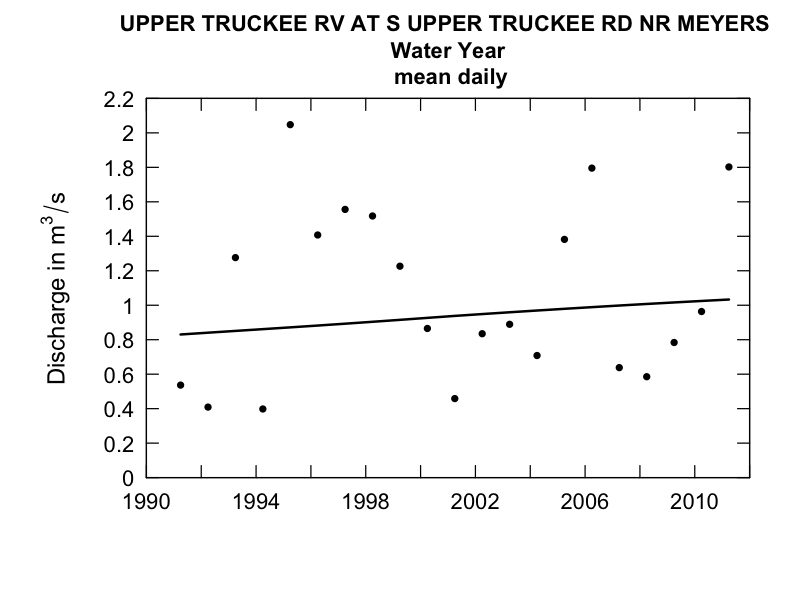 UPPER TRUCKEE RV AT S UPPER TRUCKEE RD NR MEYERS
Water Year
mean daily
Discharge in m³/s
2.2
2
1.8
1.6
1.4
1.2
1
0.8
0.6
0.4
0.2
0
1990 1994 1998 2002 2006 2010